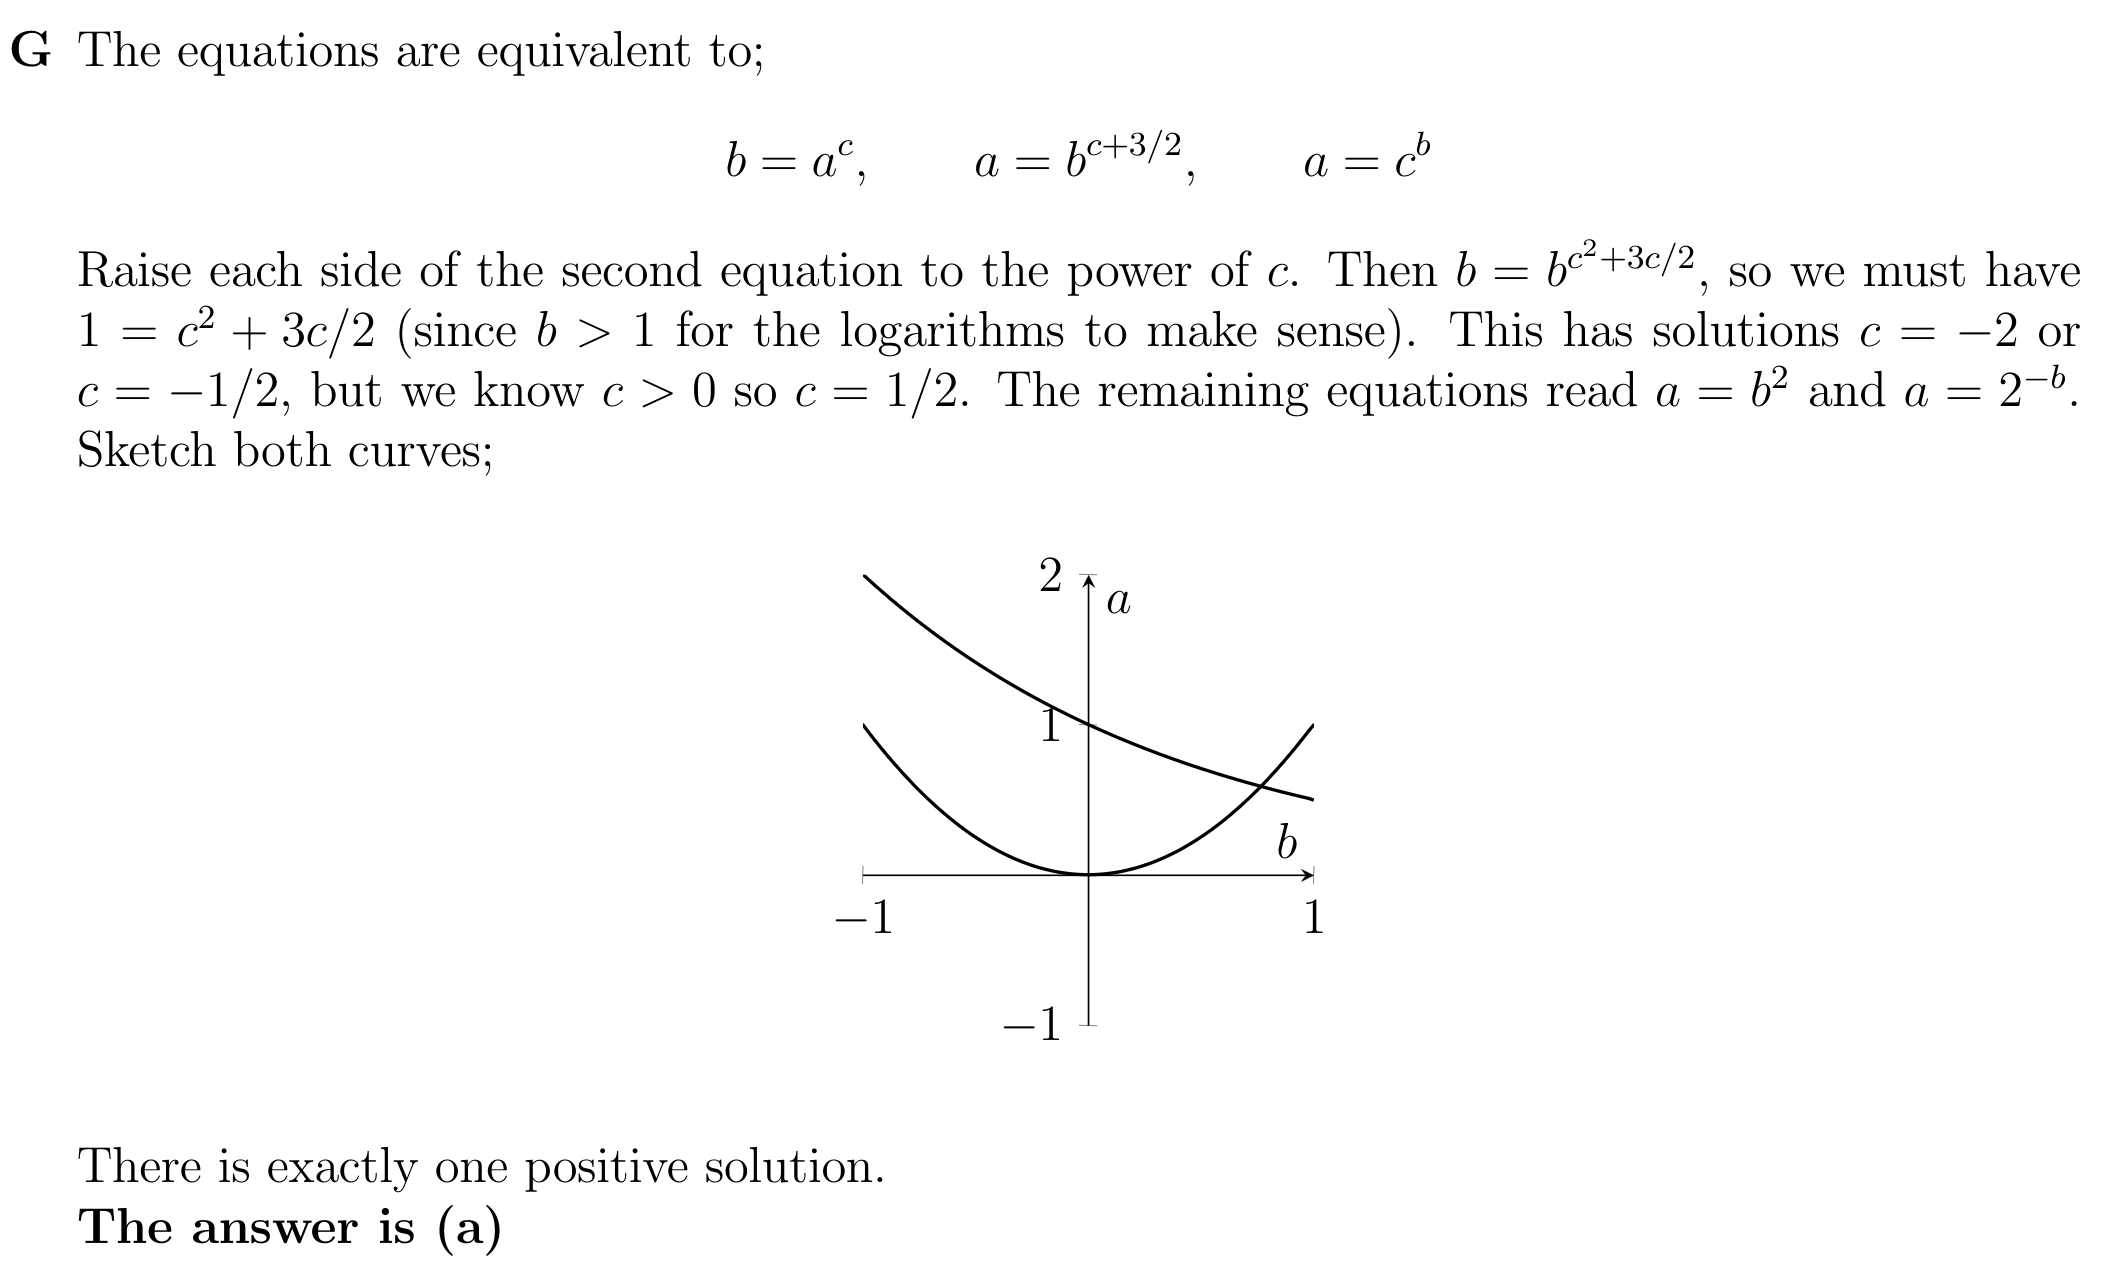 G The equations are equivalent to;
b = a^c,  a = b^{c+3/2},  a = c^b
Raise each side of the second equation to the power of c. Then b = b^{c^2+3c/2}, so we must have
1 = c^2 + 3c/2 (since b > 1 for the logarithms to make sense). This has solutions c = −2 or
c = −1/2, but we know c > 0 so c = 1/2. The remaining equations read a = b^2 and a = 2^{−b}.
Sketch both curves;
2
a
1
b
−1
1
−1
There is exactly one positive solution.
The answer is (a)